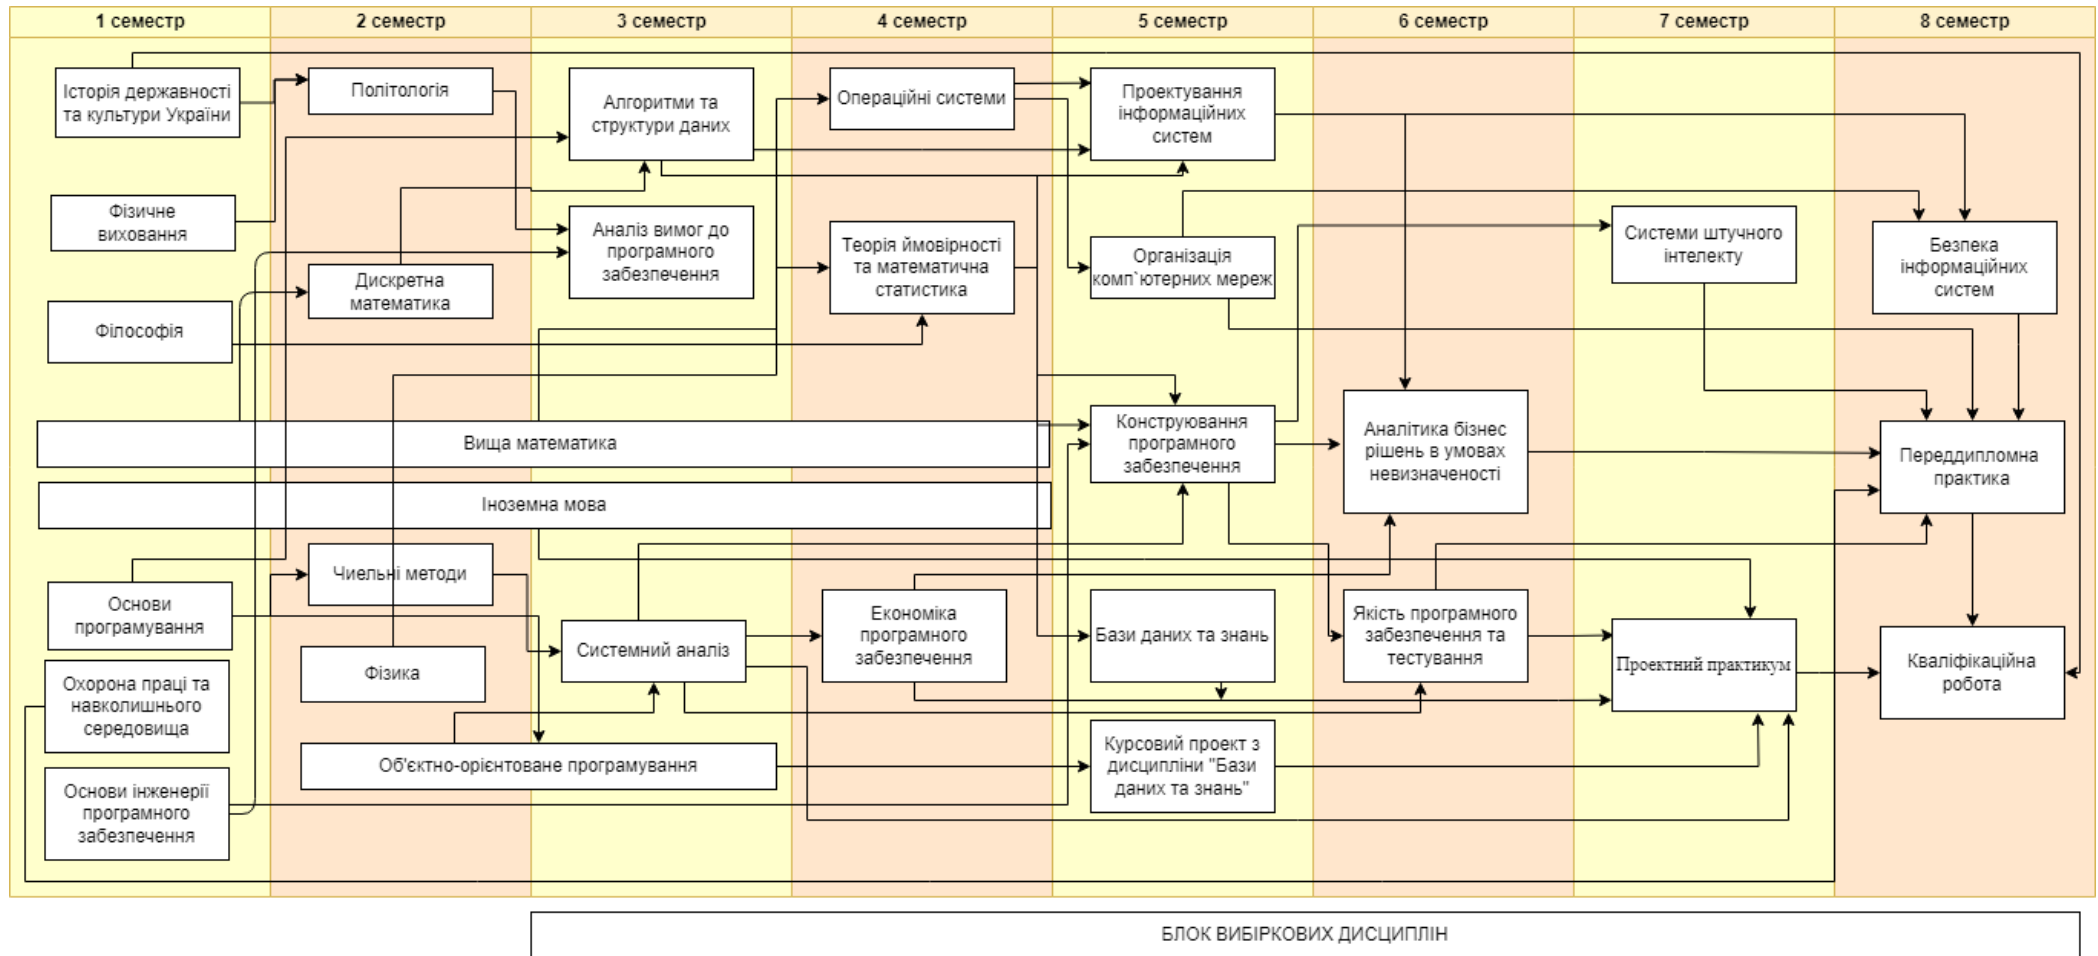 1 семестр
2 семестр
3 семестр
4 семестр
5 семестр
6 семестр
7 семестр
8 семестр
Історія державності
та культури України
Фізичне
виховання
Філософія
Вища математика
Іноземна мова
Основи
програмування
Охорона праці та
навколишнього
середовища
Основи інженерії
програмного
забезпечення
Політологія
Дискретна
математика
Чиельні методи
Фізика
Об'єктно-орієнтоване програмування
Алгоритми та
структури даних
Аналіз вимог до
програмного
забезпечення
Системний аналіз
Операційні системи
Теорія ймовірності
та математична
статистика
Економіка
програмного
забезпечення
Проектування
інформаційних
систем
Організація
комп`ютерних мереж
Конструювання
програмного
забезпечення
Бази даних та знань
Курсовий проект з
дисципліни "Бази
даних та знань"
Аналітика бізнес
рішень в умовах
невизначеності
Якість програмного
забезпечення та
тестування
Системи штучного
інтелекту
Проектний практикум
Безпека
інформаційних
систем
Переддипломна
практика
Кваліфікаційна
робота
БЛОК ВИБІРКОВИХ ДИСЦИПЛІН